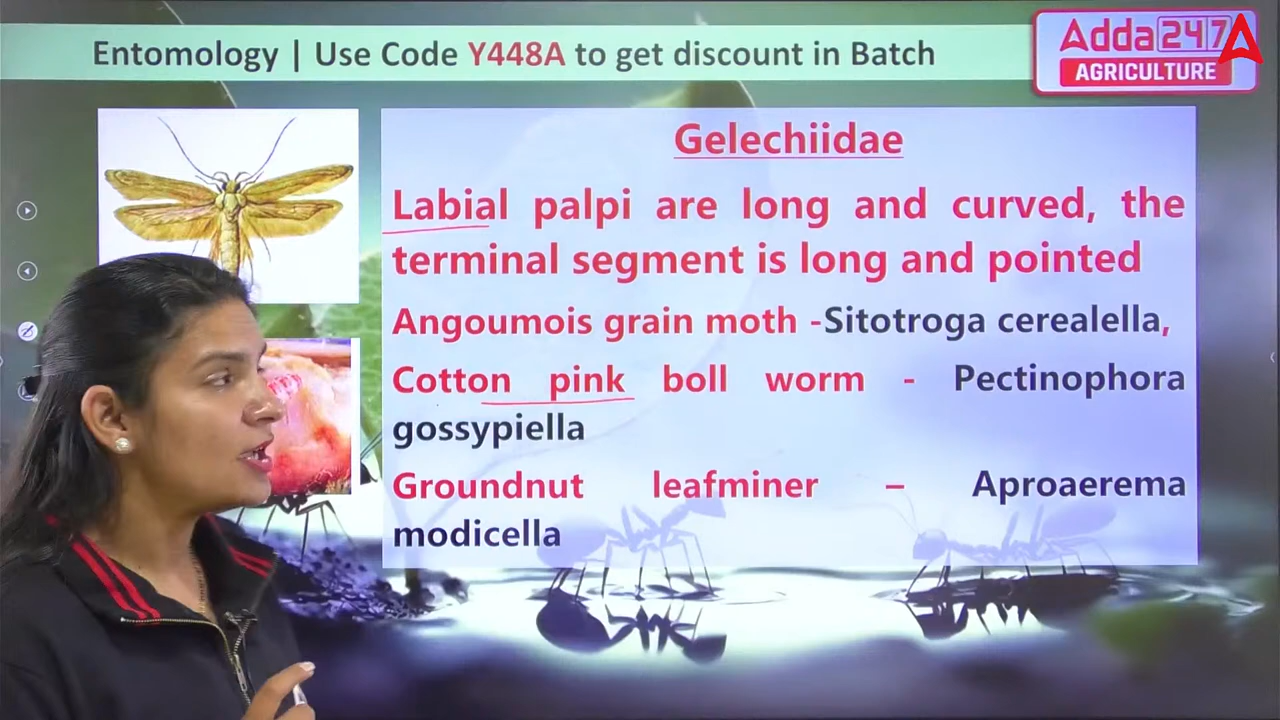 Entomology | Use Code Y448A to get discount in Batch
Adda247
AGRICULTURE
Gelechiidae
Labial palpi are long and curved, the
terminal segment is long and pointed
Angoumois grain moth -Sitotroga cerealella,
Cotton pink boll worm - Pectinophora
gossypiella
Groundnut leafminer – Aproaerema
modicella